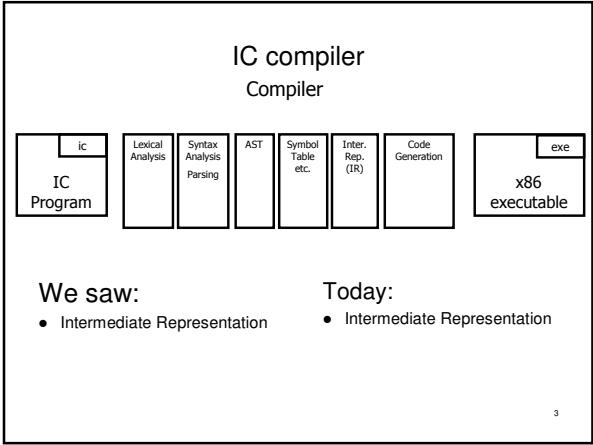 IC compiler
Compiler
ic
IC
Program
Lexical
Analysis
Syntax
Analysis
Parsing
AST
Symbol
Table
etc.
Inter.
Rep.
(IR)
Code
Generation
exe
x86
executable
We saw:
● Intermediate Representation
Today:
● Intermediate Representation
3